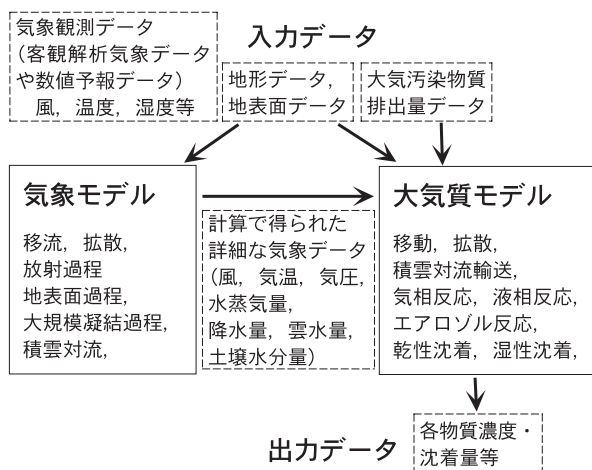 気象観測データ
（客観解析気象データ
や数値予報データ）
風，温度，湿度等
入力データ
地形データ，
地表面データ
大気汚染物質
排出量データ
気象モデル
移流，拡散，
放射過程
地表面過程，
大規模凝結過程，
積雲対流，
計算で得られた
詳細な気象データ
（風，気温，気圧，
水蒸気量，
降水量，雲水量，
土壌水分量）
大気質モデル
移動，拡散，
積雲対流輸送，
気相反応，液相反応，
エアロゾル反応，
乾性沈着，湿性沈着，
出力データ
各物質濃度・
沈着量等